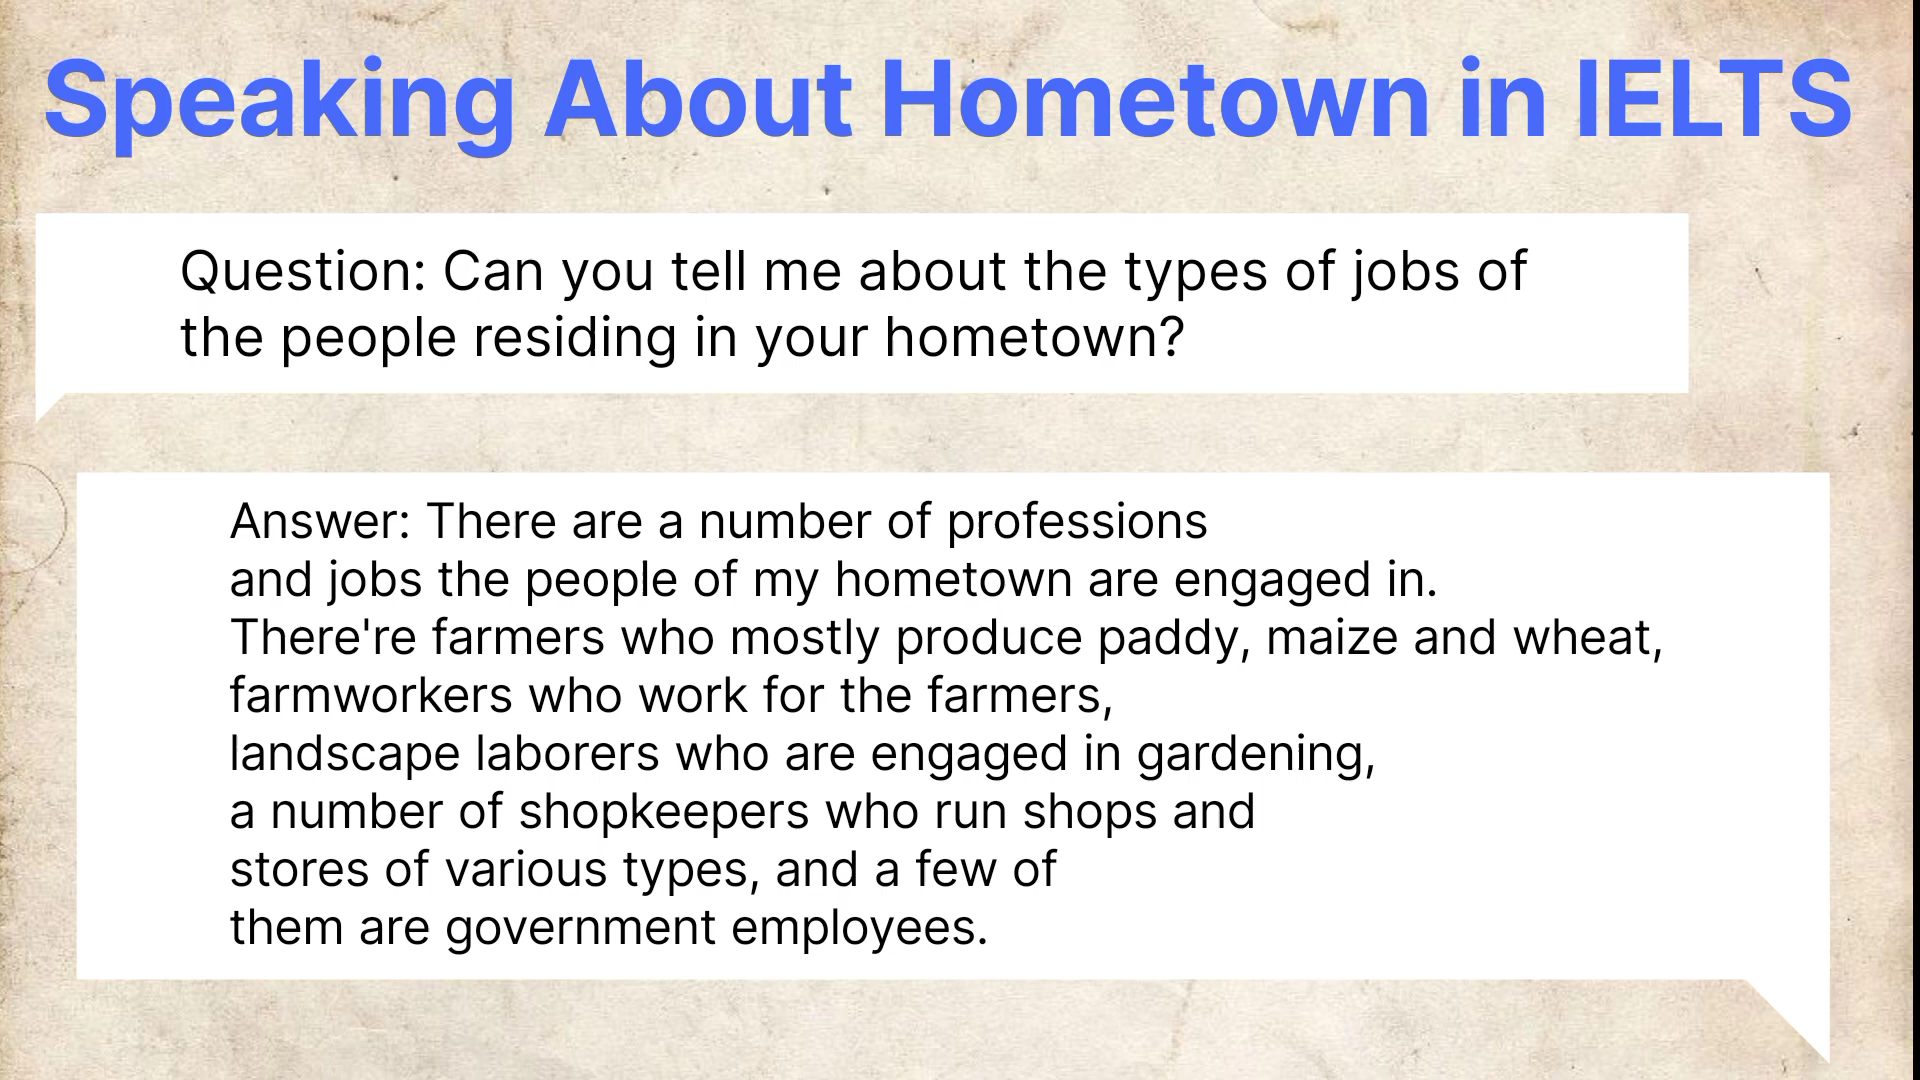 Speaking About Hometown in IELTS
Question: Can you tell me about the types of jobs of
the people residing in your hometown?
Answer: There are a number of professions
and jobs the people of my hometown are engaged in.
There're farmers who mostly produce paddy, maize and wheat,
farmworkers who work for the farmers,
landscape laborers who are engaged in gardening,
a number of shopkeepers who run shops and
stores of various types, and a few of
them are government employees.